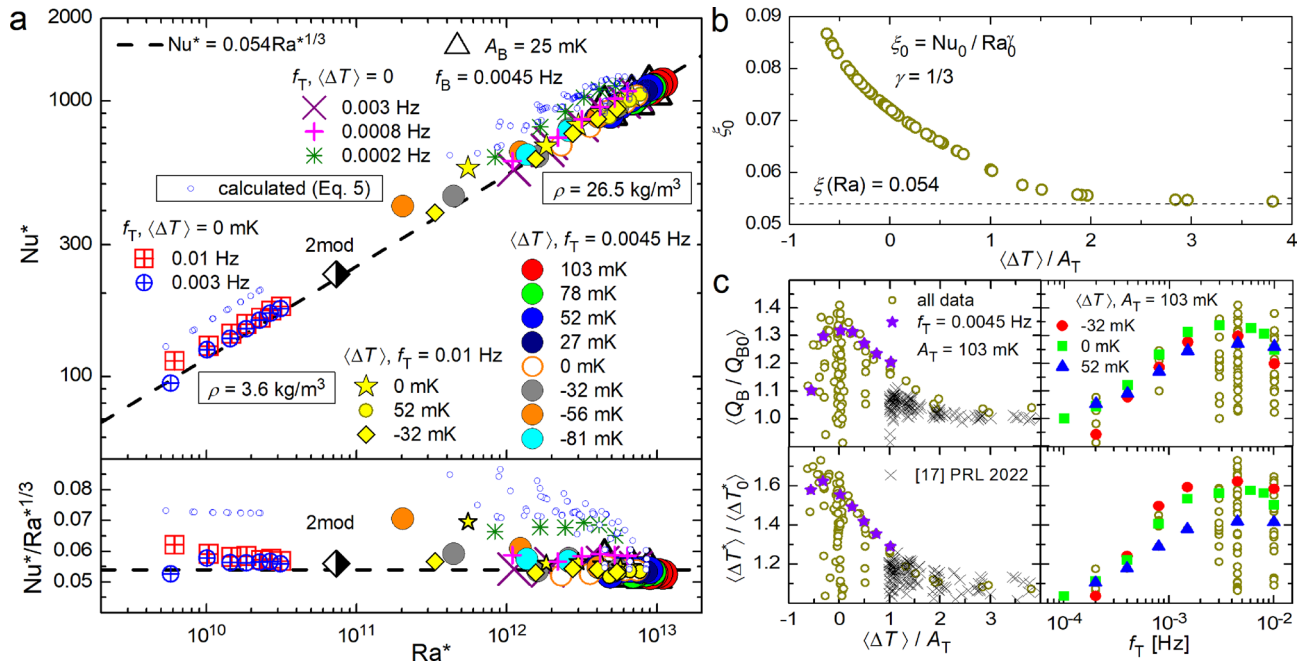 a
Nu* = 0.054Ra*^1/3
A_B = 25 mK
f_B = 0.0045 Hz
f_T, ⟨ΔT⟩ = 0
0.003 Hz
0.0008 Hz
0.0002 Hz
calculated (Eq. 5)
ρ = 26.5 kg/m³
f_T, ⟨ΔT⟩ = 0 mK
0.01 Hz
0.003 Hz
2mod
ρ = 3.6 kg/m³
⟨ΔT⟩, f_T = 0.01 Hz
0 mK
52 mK
-32 mK
⟨ΔT⟩, f_T = 0.0045 Hz
103 mK
78 mK
52 mK
27 mK
0 mK
-32 mK
-56 mK
-81 mK
Nu*
1000
300
100
2mod
Nu*/Ra*^1/3
0.08
0.07
0.06
0.05
10^10 10^11 10^12 10^13
Ra*
b
ξ_0 = Nu_0 / Ra_0^γ
γ = 1/3
ξ(Ra) = 0.054
ξ_0
0.09
0.08
0.07
0.06
0.05
-1 0 1 2 3 4
⟨ΔT⟩ / A_T
c
all data
f_T = 0.0045 Hz
A_T = 103 mK
⟨Q_B / Q_B0⟩
1.4
1.3
1.2
1.1
1.0
⟨ΔT⟩, A_T = 103 mK
-32 mK
0 mK
52 mK
[17] PRL 2022
⟨ΔT*⟩ / ⟨ΔT_0*⟩
1.6
1.4
1.2
0 1 2 3
⟨ΔT⟩ / A_T
10^-4 10^-3 10^-2
f_T [Hz]